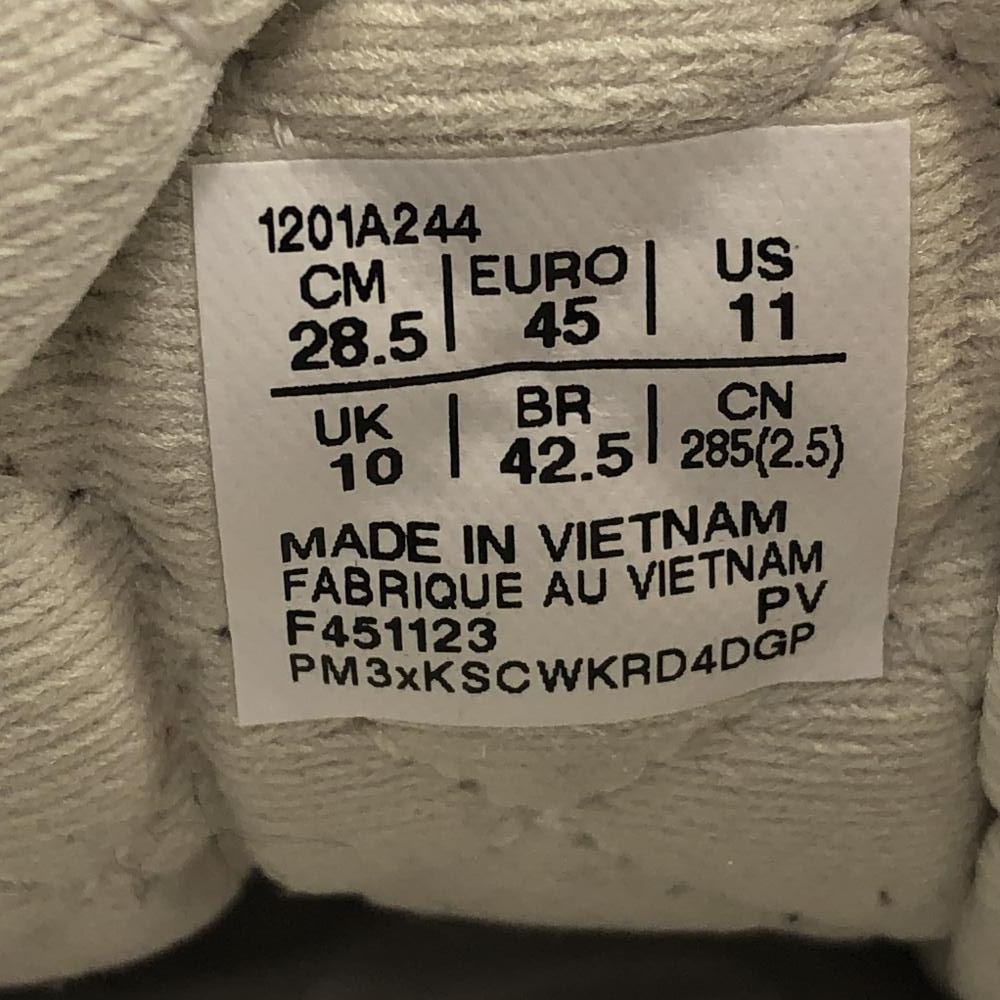 1201A244
CM | EURO | US
28.5 | 45 | 11
UK | BR | CN
10 | 42.5 | 285(2.5)
MADE IN VIETNAM
FABRIQUE AU VIETNAM
PV
F451123
PM3xKSCWKRD4DGP